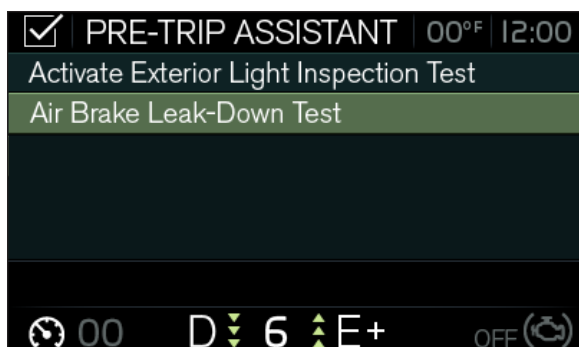 PRE-TRIP ASSISTANT 00°F 12:00
Activate Exterior Light Inspection Test
Air Brake Leak-Down Test
00 D 6 E+ OFF